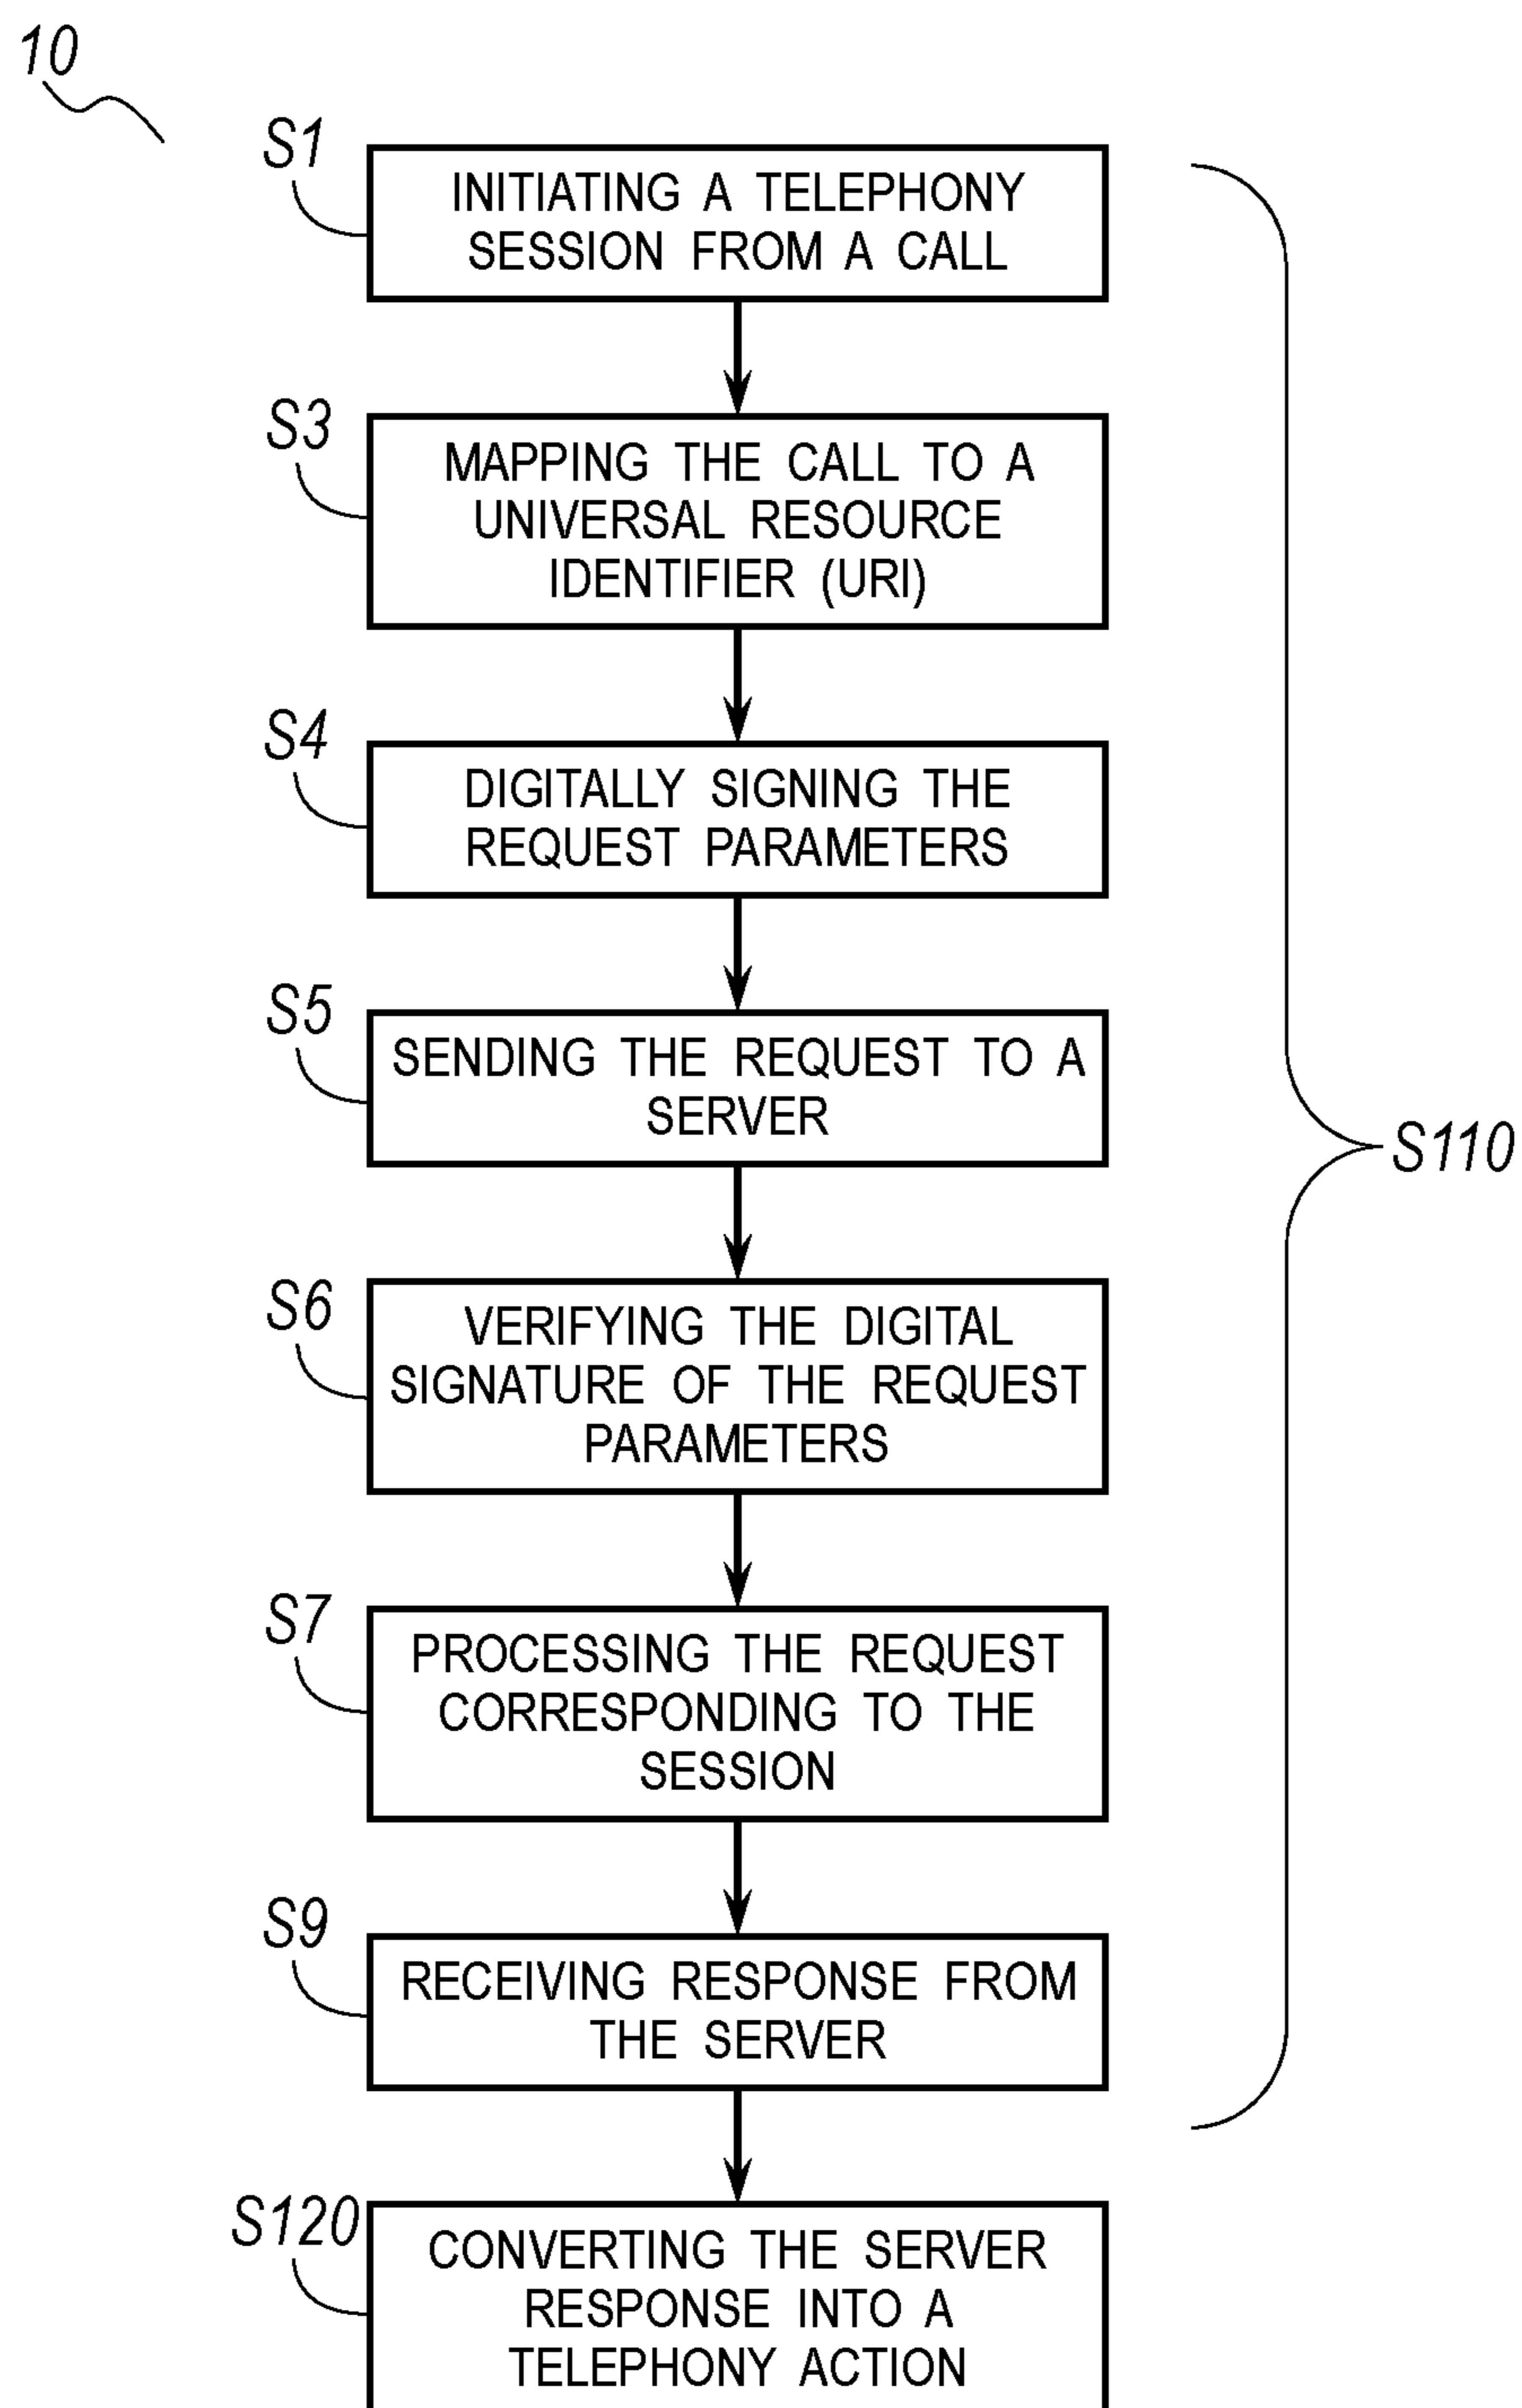 10
S1
INITIATING A TELEPHONY
SESSION FROM A CALL
S3
MAPPING THE CALL TO A
UNIVERSAL RESOURCE
IDENTIFIER (URI)
S4
DIGITALLY SIGNING THE
REQUEST PARAMETERS
S5
SENDING THE REQUEST TO A
SERVER
S110
S6
VERIFYING THE DIGITAL
SIGNATURE OF THE REQUEST
PARAMETERS
S7
PROCESSING THE REQUEST
CORRESPONDING TO THE
SESSION
S9
RECEIVING RESPONSE FROM
THE SERVER
S120
CONVERTING THE SERVER
RESPONSE INTO A
TELEPHONY ACTION